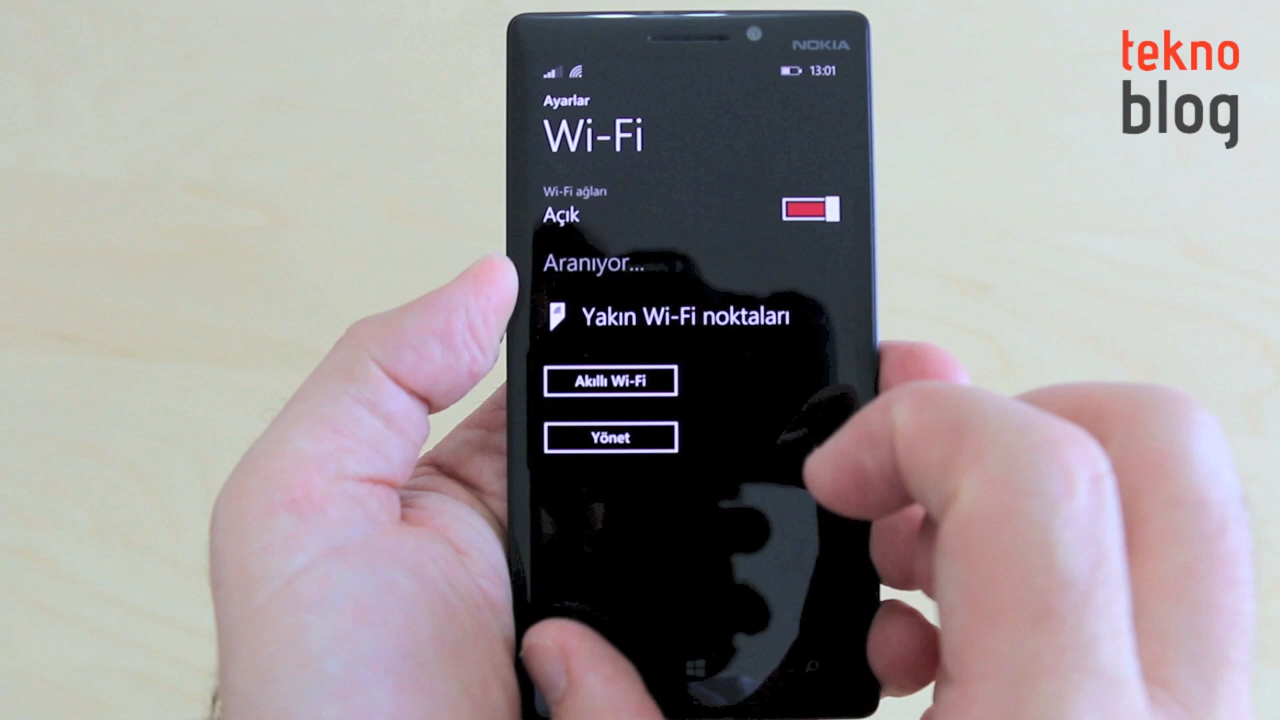 tekno
blog
NOKIA
13:01
Ayarlar
Wi-Fi
Wi-Fi ağları
Açık
Aranıyor...
Yakın Wi-Fi noktaları
Akıllı Wi-Fi
Yönet